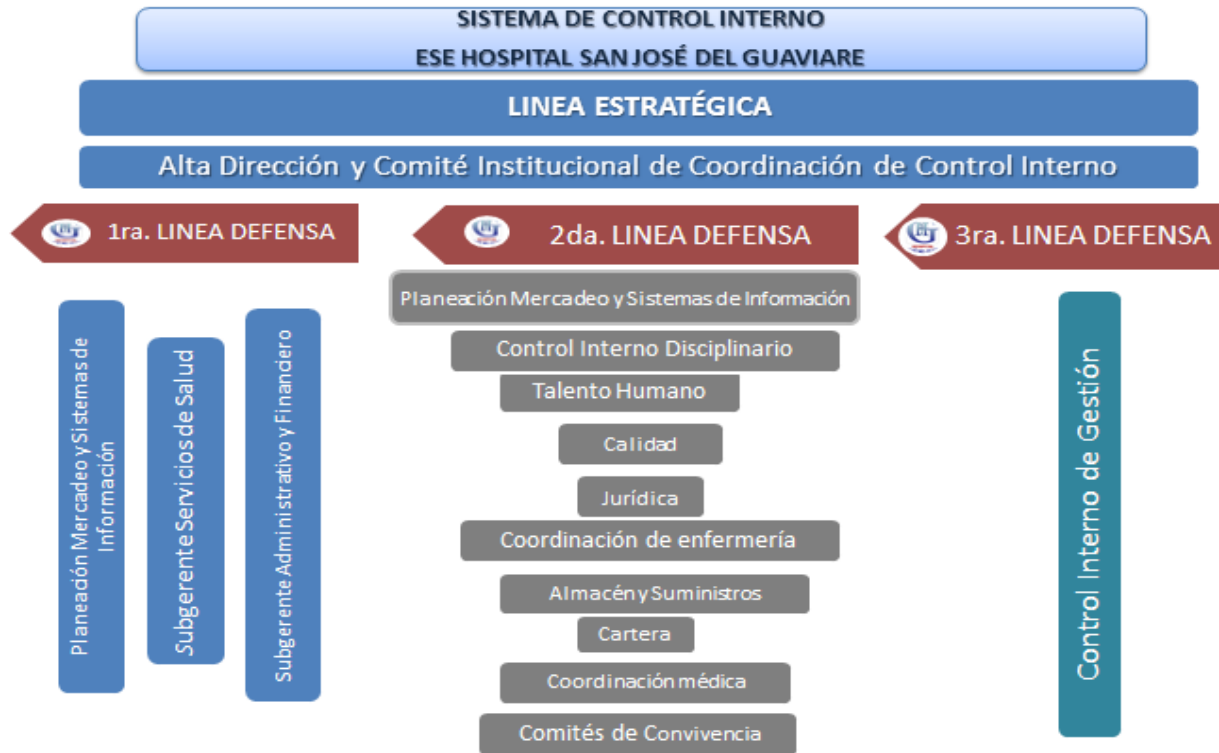 SISTEMA DE CONTROL INTERNO
ESE HOSPITAL SAN JOSÉ DEL GUAVIARE
LINEA ESTRATÉGICA
Alta Dirección y Comité Institucional de Coordinación de Control Interno
1ra. LINEA DEFENSA
Planeación Mercadeo y Sistemas de
Información
Subgerente Servicios de Salud
Subgerente Administrativo y Financiero
2da. LINEA DEFENSA
Planeación Mercadeo y Sistemas de Información
Control Interno Disciplinario
Talento Humano
Calidad
Jurídica
Coordinación de enfermería
Almacén y Suministros
Cartera
Coordinación médica
Comités de Convivencia
3ra. LINEA DEFENSA
Control Interno de Gestión